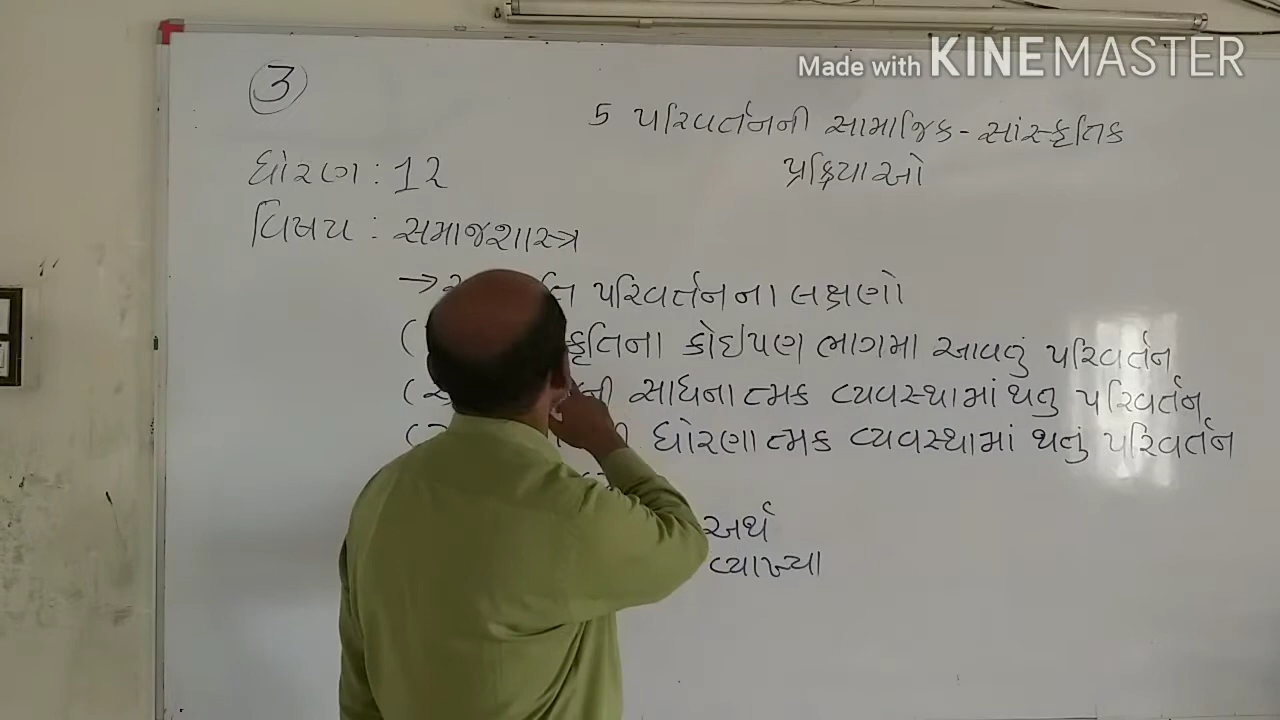 Made with KINEMASTER
3
5 પરિવર્તનની સામાજિક - સાંસ્કૃતિક
પ્રક્રિયાઓ
ધોરણ : 12
વિષય : સમાજશાસ્ત્ર
→ પરિવર્તનના લક્ષણો
કોઈપણ ભાગમા આવવું પરિવર્તન
સાધનાત્મક વ્યવસ્થામાં થતુ પરિવર્તન
ધોરણાત્મક વ્યવસ્થામાં થતું પરિવર્તન
અર્થ
વ્યાખ્યા